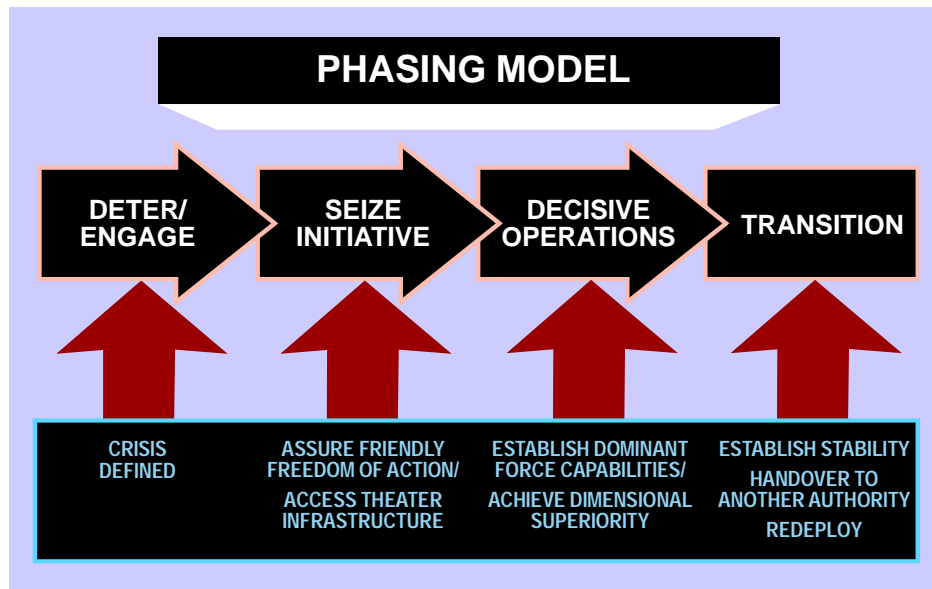 PHASING MODEL
DETER/
ENGAGE
SEIZE
INITIATIVE
DECISIVE
OPERATIONS
TRANSITION
CRISIS
DEFINED
ASSURE FRIENDLY
FREEDOM OF ACTION/
ACCESS THEATER
INFRASTRUCTURE
ESTABLISH DOMINANT
FORCE CAPABILITIES/
ACHIEVE DIMENSIONAL
SUPERIORITY
ESTABLISH STABILITY
HANDOVER TO
ANOTHER AUTHORITY
REDEPLOY